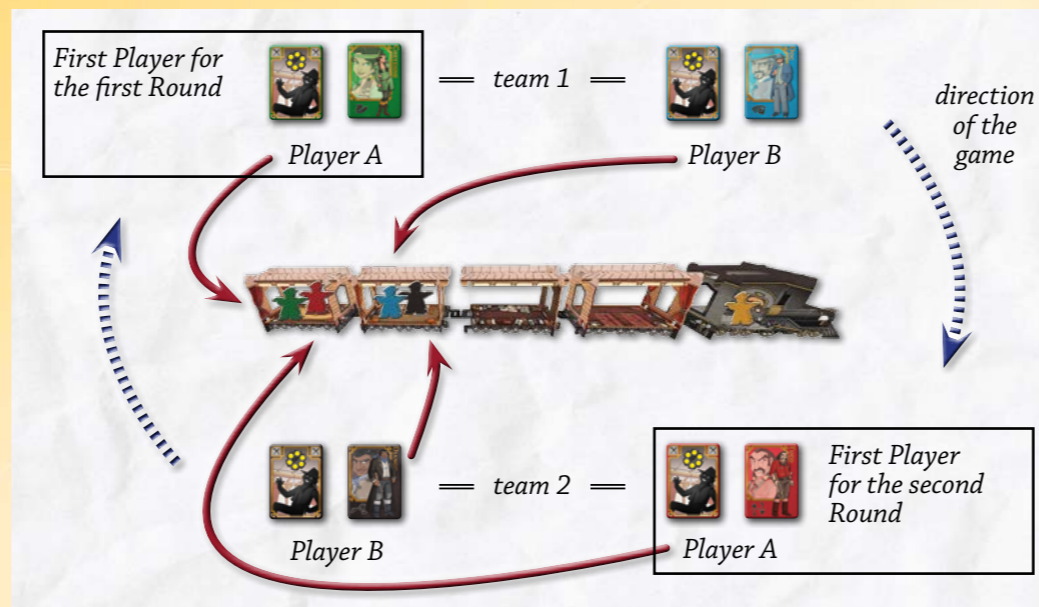 First Player for
the first Round
Player A
team 1
Player B
direction
of the
game
team 2
Player B
Player A
First Player
for the second
Round